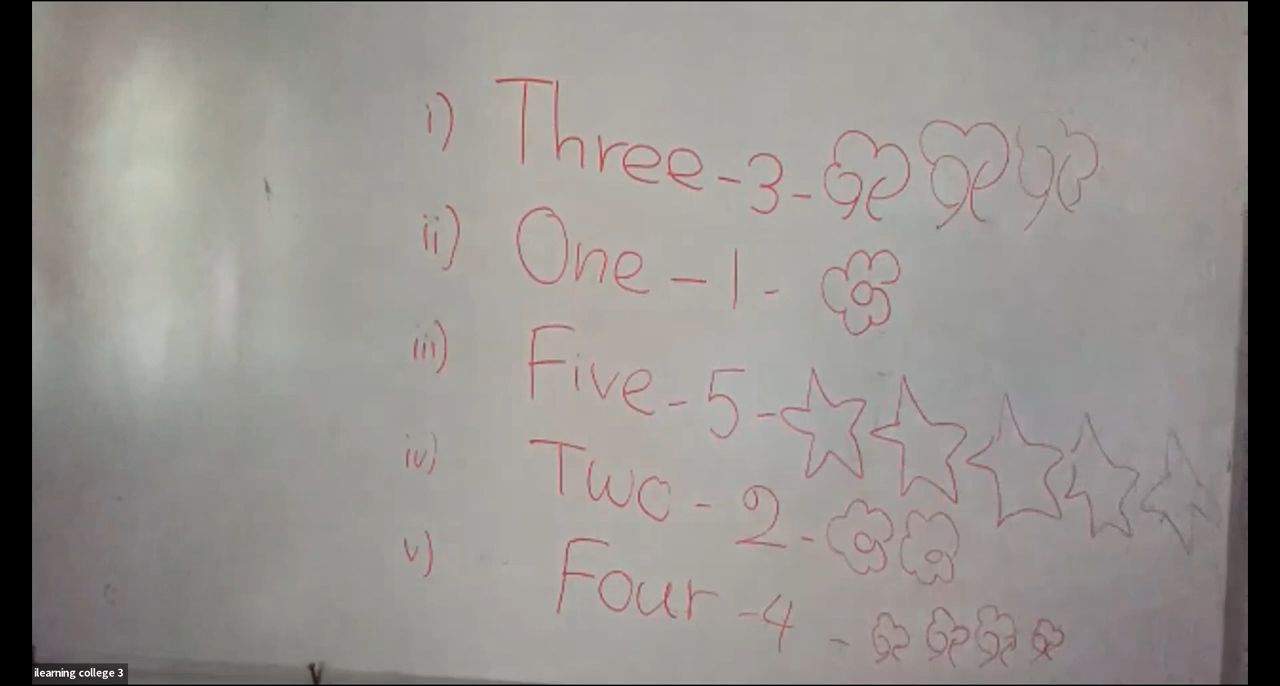 i) Three - 3 -
ii) One - 1 -
iii) Five - 5 -
iv) Two - 2 -
v) Four - 4 -
ilearning college 3